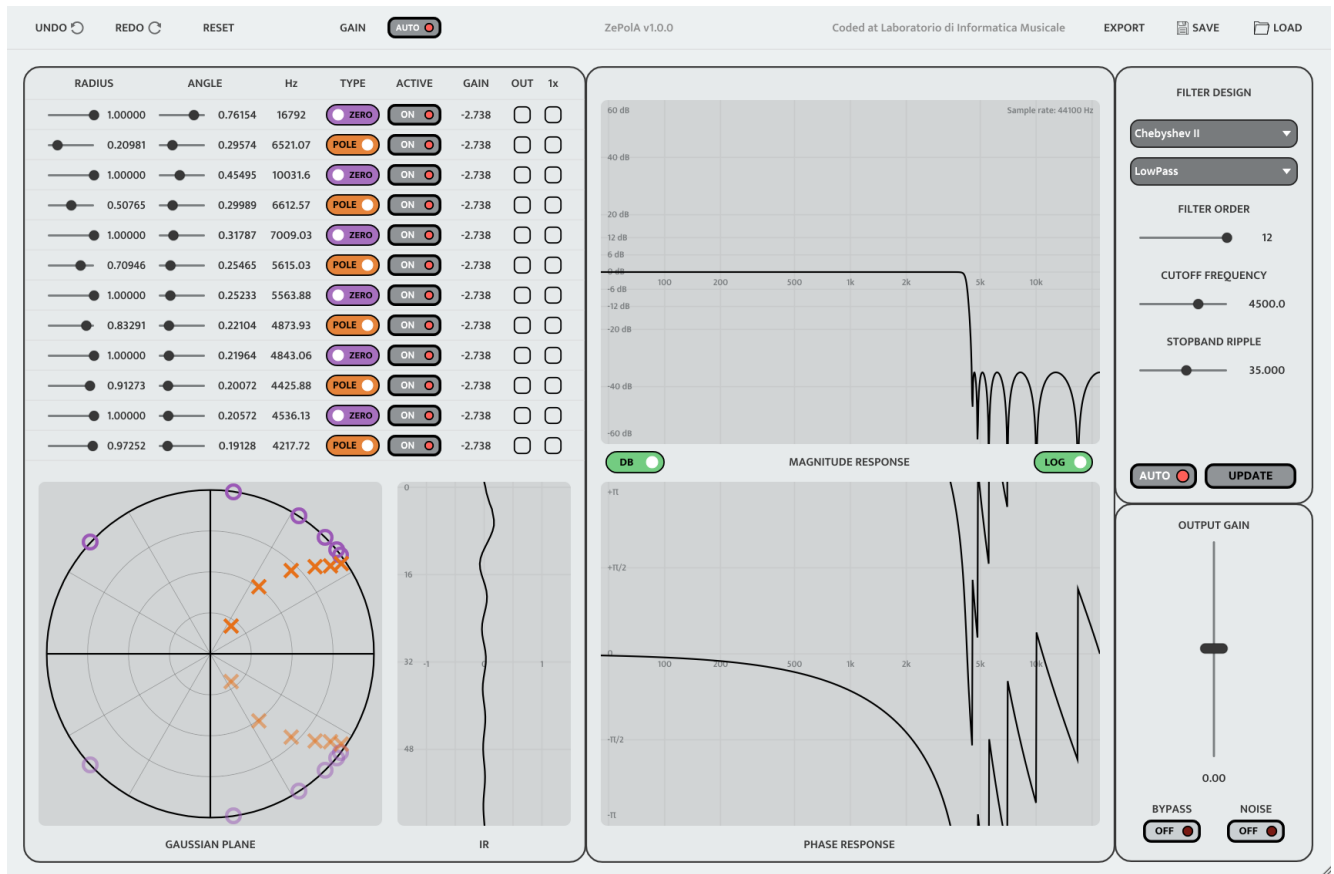 UNDO REDO RESET GAIN AUTO ZePolA v1.0.0 Coded at Laboratorio di Informatica Musicale EXPORT SAVE LOAD
RADIUS ANGLE Hz TYPE ACTIVE GAIN OUT 1x
1.00000 0.76154 16792 ZERO ON -2.738
0.20981 0.29574 6521.07 POLE ON -2.738
1.00000 0.45495 10031.6 ZERO ON -2.738
0.50765 0.29989 6612.57 POLE ON -2.738
1.00000 0.31787 7009.03 ZERO ON -2.738
0.70946 0.25465 5615.03 POLE ON -2.738
1.00000 0.25233 5563.88 ZERO ON -2.738
0.83291 0.22104 4873.93 POLE ON -2.738
1.00000 0.21964 4843.06 ZERO ON -2.738
0.91273 0.20072 4425.88 POLE ON -2.738
1.00000 0.20572 4536.13 ZERO ON -2.738
0.97252 0.19128 4217.72 POLE ON -2.738
GAUSSIAN PLANE
0
16
32 -1 0 1
48
IR
60 dB Sample rate: 44100 Hz
40 dB
20 dB
12 dB
6 dB
0 dB
100 200 500 1k 2k 5k 10k
-6 dB
-12 dB
-20 dB
-40 dB
-60 dB
DB MAGNITUDE RESPONSE LOG
+π
+π/2
0
100 200 500 1k 2k 5k 10k
-π/2
-π
PHASE RESPONSE
FILTER DESIGN
Chebyshev II
LowPass
FILTER ORDER
12
CUTOFF FREQUENCY
4500.0
STOPBAND RIPPLE
35.000
AUTO UPDATE
OUTPUT GAIN
0.00
BYPASS NOISE
OFF OFF